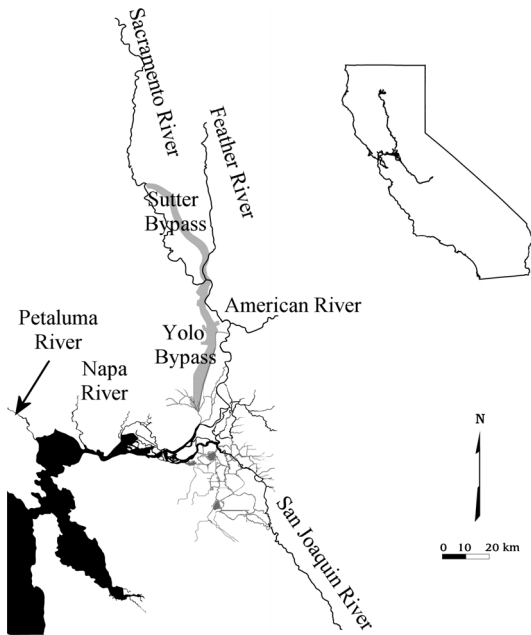 Sacramento River
Feather River
Sutter
Bypass
American River
Petaluma
River
Yolo
Bypass
Napa
River
N
San Joaquin River
0 10 20 km